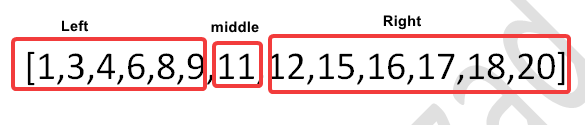 Left middle Right
[1,3,4,6,8,9,11,12,15,16,17,18,20]